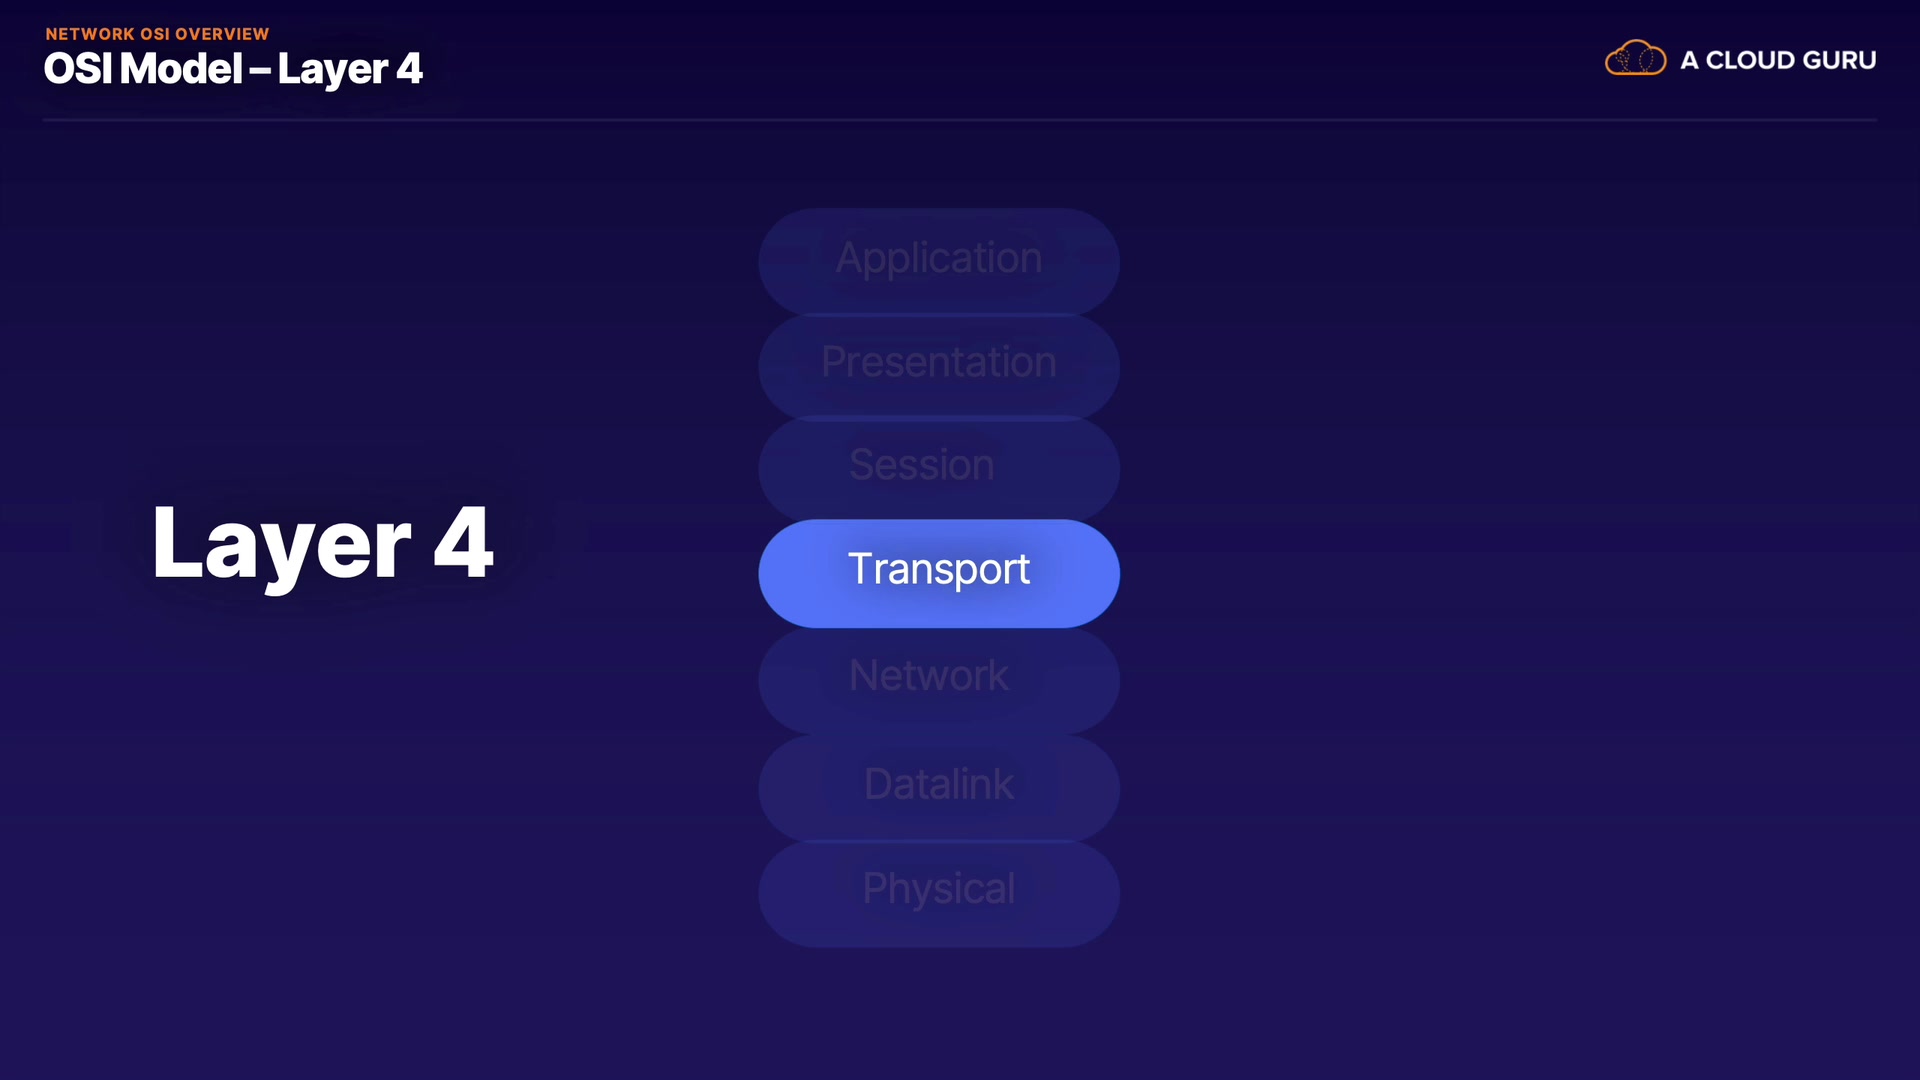 NETWORK OSI OVERVIEW
OSI Model – Layer 4
A CLOUD GURU
Application
Presentation
Session
Layer 4
Transport
Network
Datalink
Physical